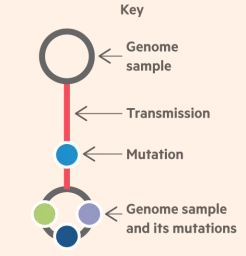 Key
Genome
sample
Transmission
Mutation
Genome sample
and its mutations